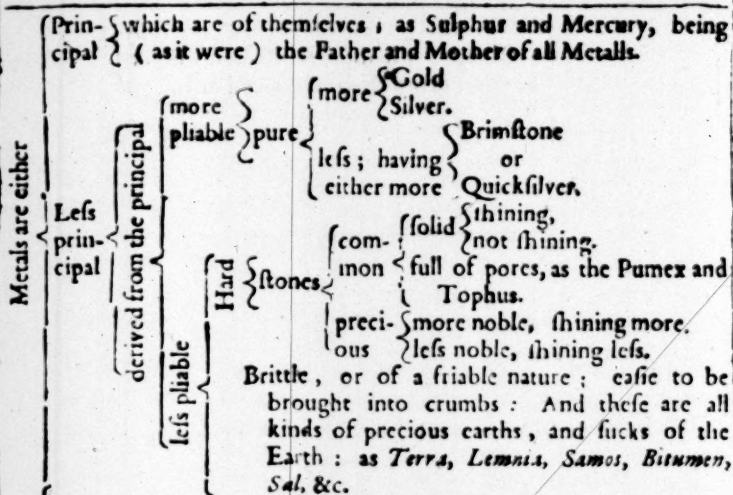 Metals are either
Prin-
cipal
which are of themſelves, as Sulphur and Mercury, being
( as it were ) the Father and Mother of all Metalls.
Leſs
prin-
cipal
derived from the principal
more
pliable
pure
more
Gold
Silver.
leſs; having
either more
Brimſtone
or
Quickſilver.
leſs pliable
Hard
ſtones
com-
mon
ſolid
ſhining,
not ſhining.
full of pores, as the Pumex and
Tophus.
preci-
ous
more noble, ſhining more.
leſs noble, ſhining leſs.
Brittle, or of a friable nature; eaſie to be
brought into crumbs: And theſe are all
kinds of precious earths, and ſucks of the
Earth: as Terra, Lemnia, Samos, Bitumen,
Sal, &c.